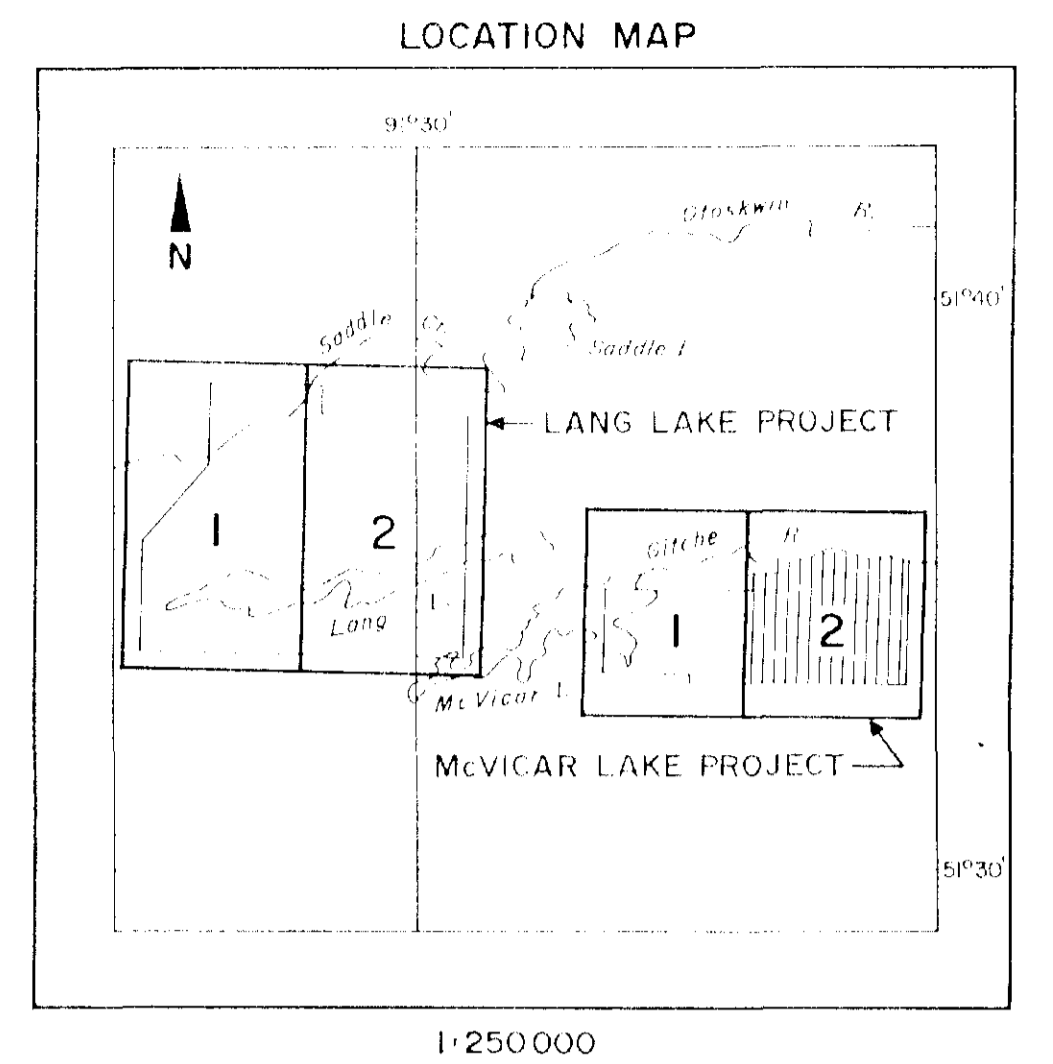 LOCATION MAP
91°30'
N
Otoskwin R.
51°40'
Saddle Cr.
Saddle L
LANG LAKE PROJECT
1
2
Gitche R
1
2
Lang L.
McVicar L.
McVICAR LAKE PROJECT
51°30'
1:250000